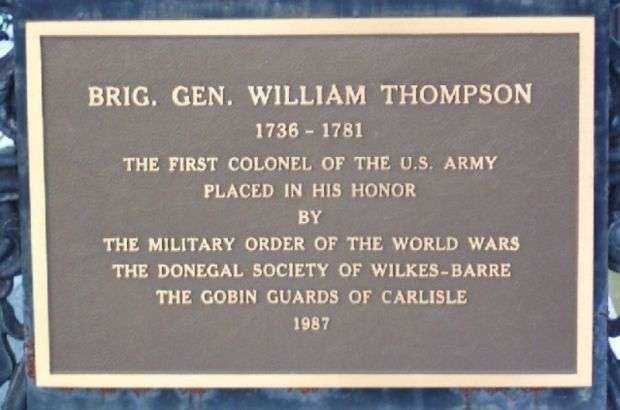 BRIG. GEN. WILLIAM THOMPSON
1736 - 1781
THE FIRST COLONEL OF THE U.S. ARMY
PLACED IN HIS HONOR
BY
THE MILITARY ORDER OF THE WORLD WARS
THE DONEGAL SOCIETY OF WILKES-BARRE
THE GOBIN GUARDS OF CARLISLE
1987